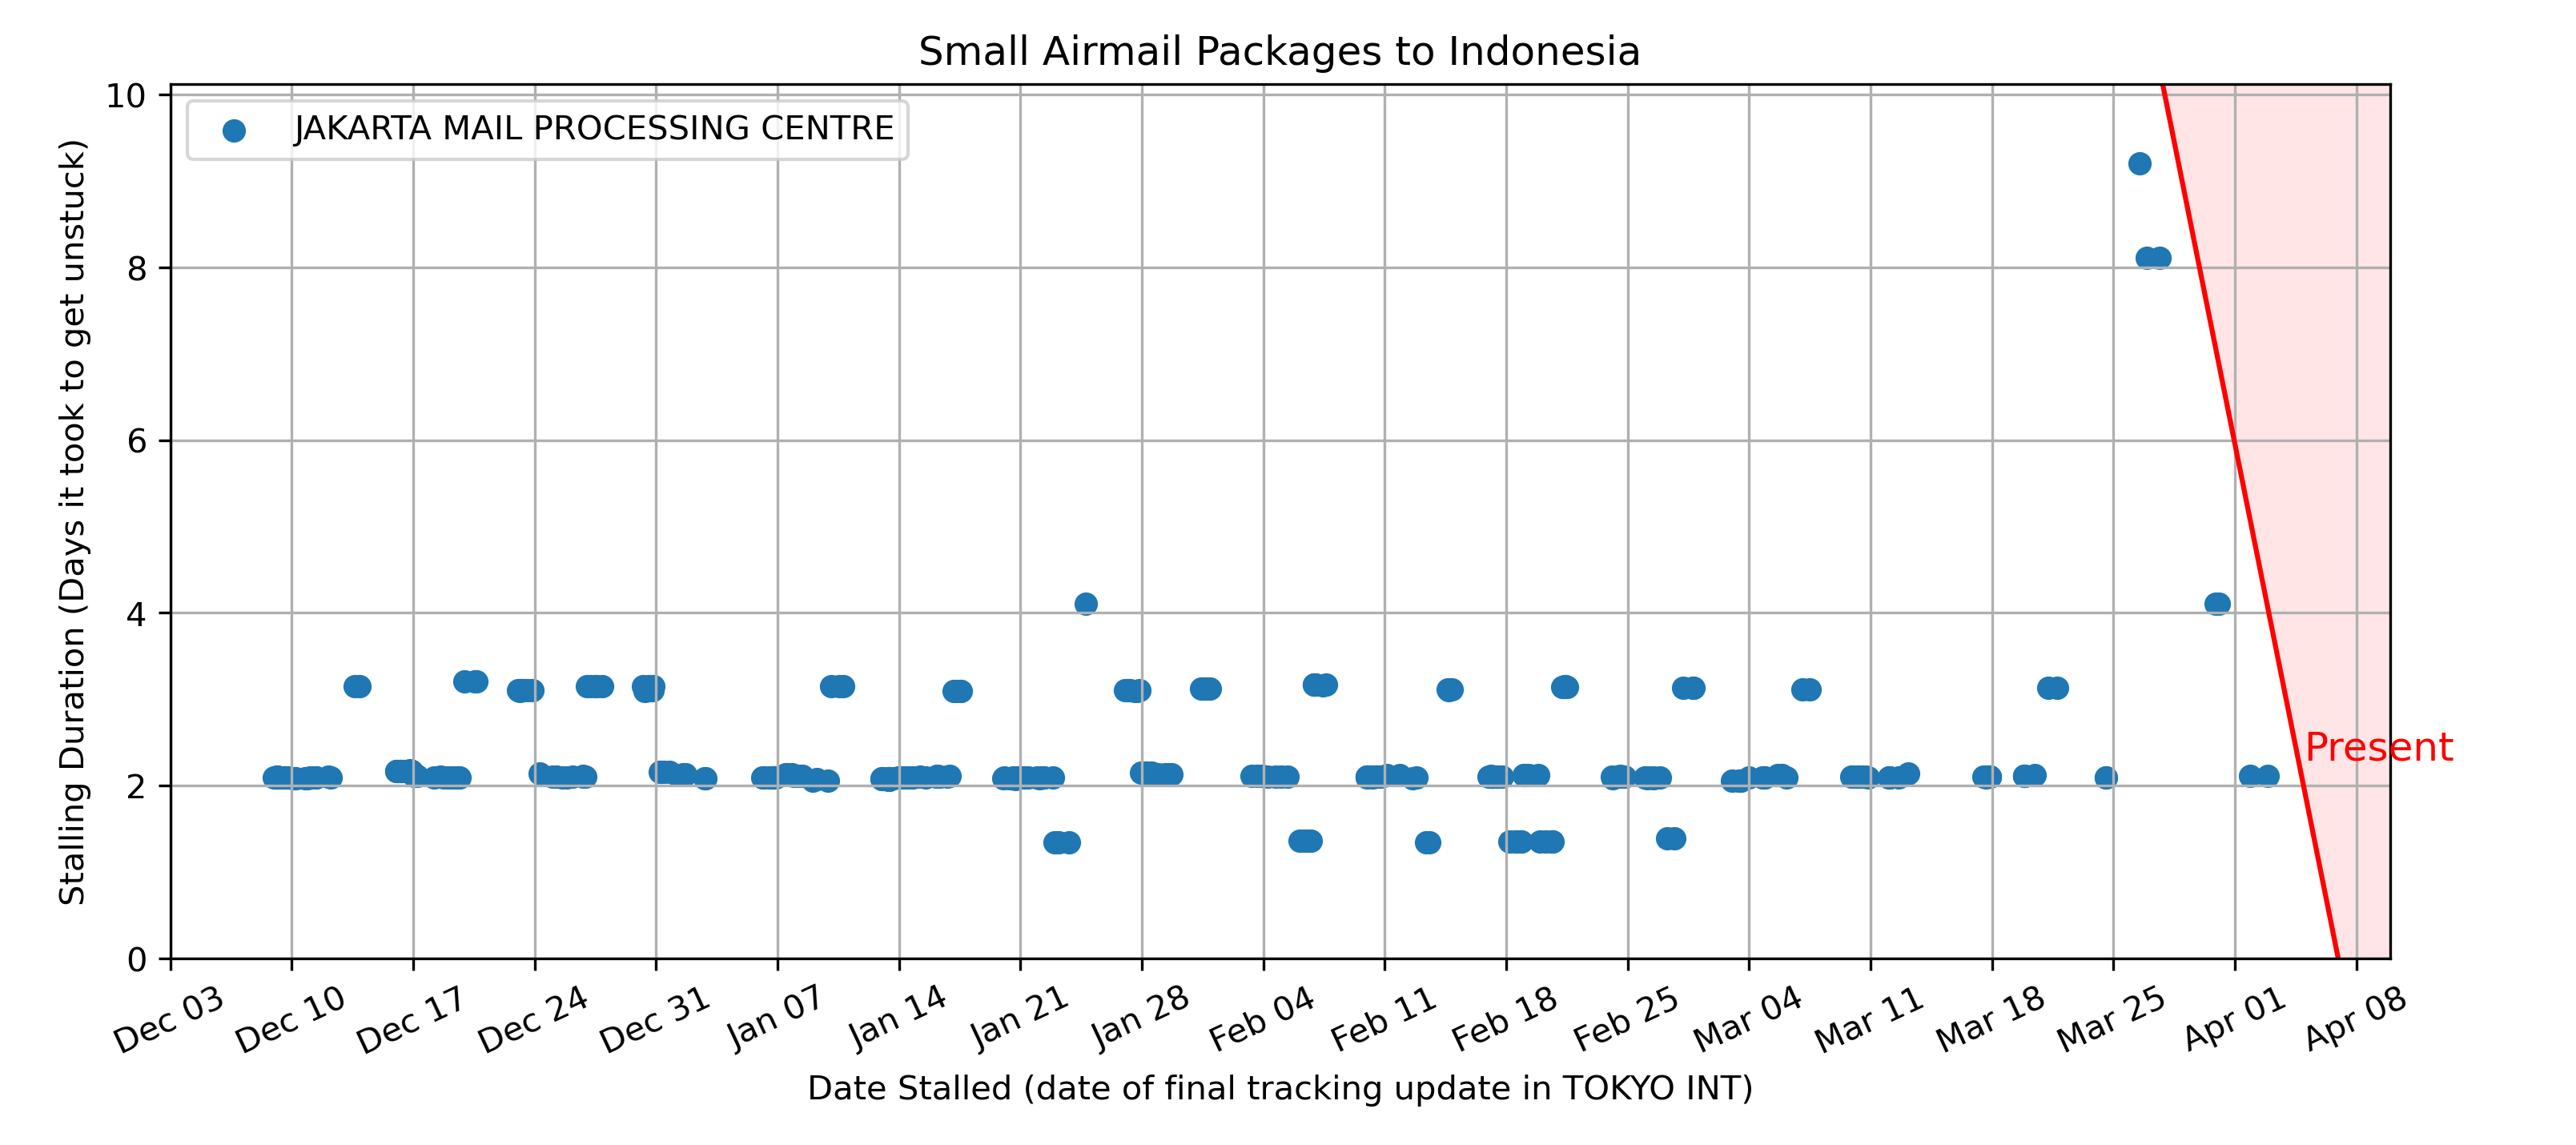 Small Airmail Packages to Indonesia
10
8
6
4
2
0
Stalling Duration (Days it took to get unstuck)
JAKARTA MAIL PROCESSING CENTRE
Present
Dec 03
Dec 10
Dec 17
Dec 24
Dec 31
Jan 07
Jan 14
Jan 21
Jan 28
Feb 04
Feb 11
Feb 18
Feb 25
Mar 04
Mar 11
Mar 18
Mar 25
Apr 01
Apr 08
Date Stalled (date of final tracking update in TOKYO INT)